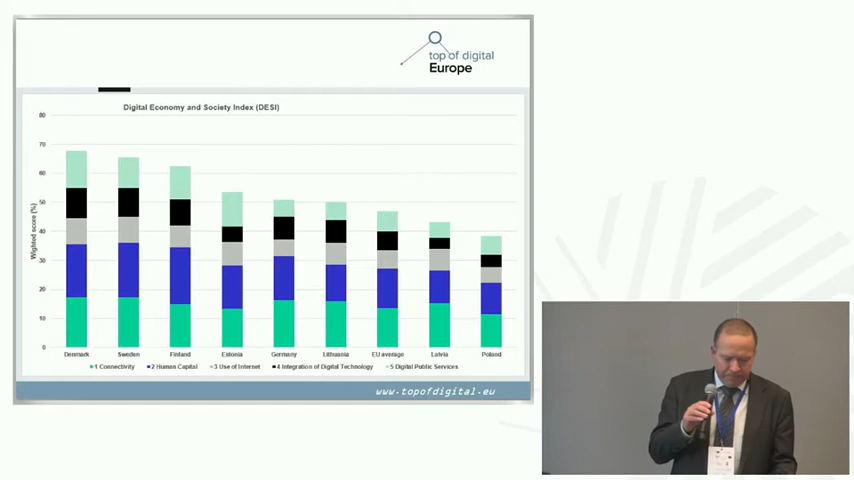 top of digital
Europe
Digital Economy and Society Index (DESI)
80
70
60
50
40
30
20
10
0
Wighted score (%)
Denmark Sweden Finland Estonia Germany Lithuania EU average Latvia Poland
1 Connectivity 2 Human Capital 3 Use of Internet 4 Integration of Digital Technology 5 Digital Public Services
www.topofdigital.eu